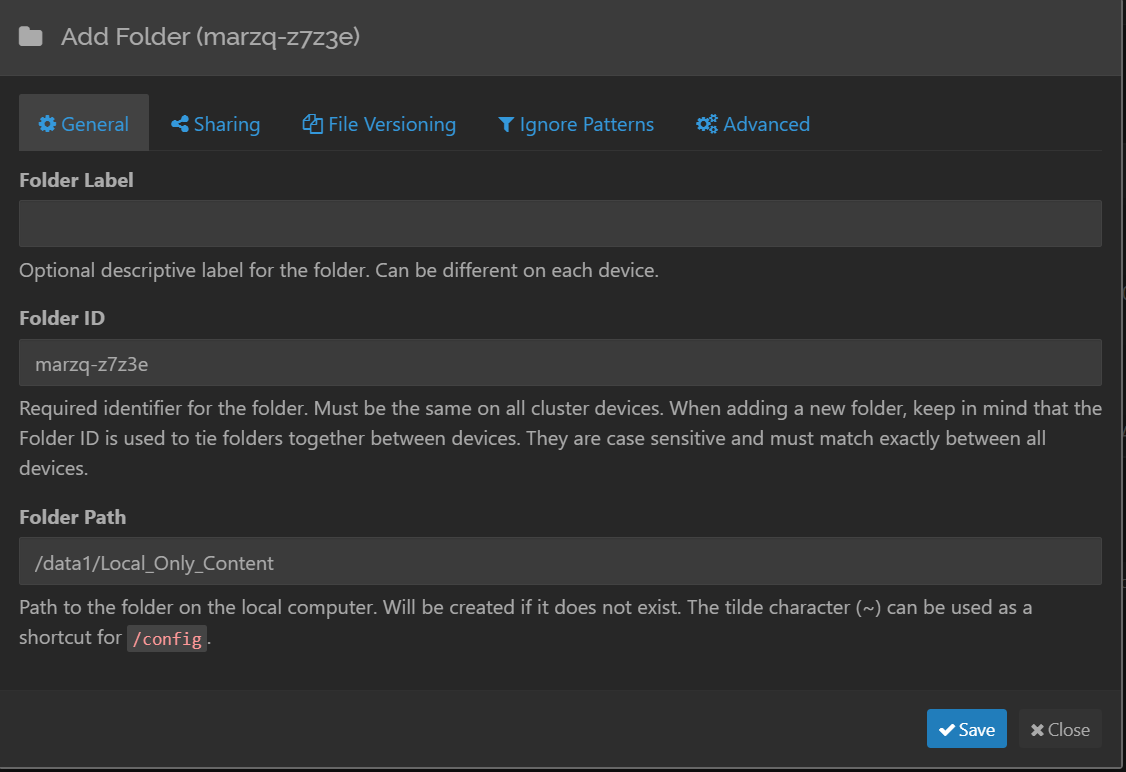 Add Folder (marzq-z7z3e)
General
Sharing
File Versioning
Ignore Patterns
Advanced
Folder Label
Optional descriptive label for the folder. Can be different on each device.
Folder ID
marzq-z7z3e
Required identifier for the folder. Must be the same on all cluster devices. When adding a new folder, keep in mind that the
Folder ID is used to tie folders together between devices. They are case sensitive and must match exactly between all
devices.
Folder Path
/data1/Local_Only_Content
Path to the folder on the local computer. Will be created if it does not exist. The tilde character (~) can be used as a
shortcut for /config.
Save
Close